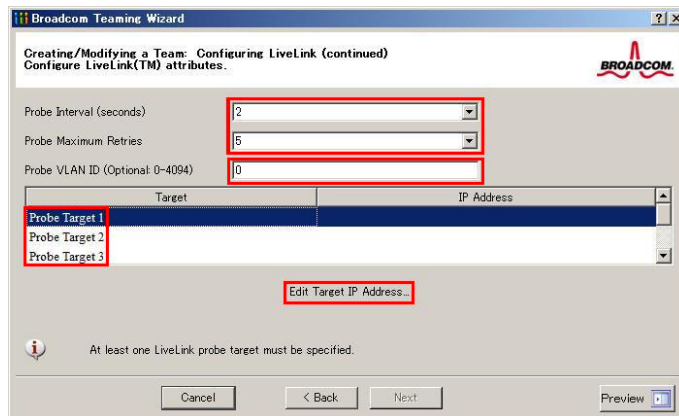 Broadcom Teaming Wizard
Creating/Modifying a Team: Configuring LiveLink (continued)
Configure LiveLink(TM) attributes.
BROADCOM.
Probe Interval (seconds)
2
Probe Maximum Retries
5
Probe VLAN ID (Optional: 0-4094)
0
Target IP Address
Probe Target 1
Probe Target 2
Probe Target 3
Edit Target IP Address...
At least one LiveLink probe target must be specified.
Cancel < Back Next Preview